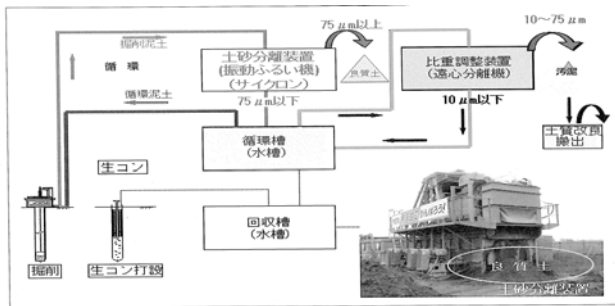 75μm以上
10～75μm
掘削泥土
循 環
土砂分離装置
(振動ふるい機)
(サイクロン)
良質土
比重調整装置
(遠心分離機)
汚泥
循環泥土
75μm以下
10μm以下
土質改良
搬出
循環槽
(水槽)
生コン
回収槽
(水槽)
掘削
生コン打設
良 質 土
土砂分離装置